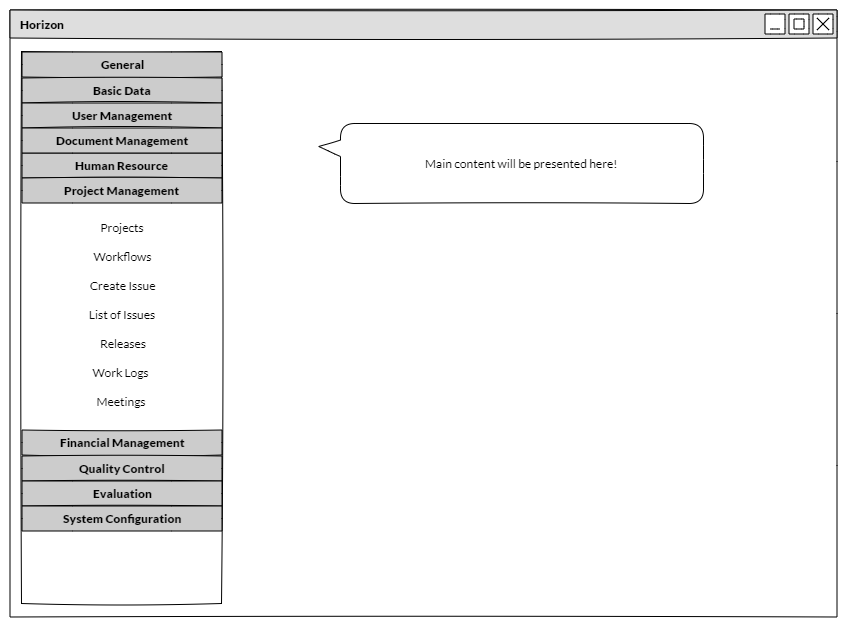 Horizon
General
Basic Data
User Management
Document Management
Human Resource
Project Management
Projects
Workflows
Create Issue
List of Issues
Releases
Work Logs
Meetings
Financial Management
Quality Control
Evaluation
System Configuration
Main content will be presented here!